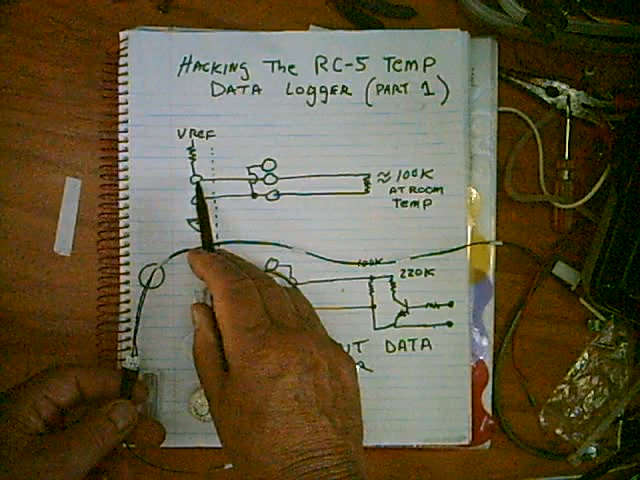 HACKING THE RC-5 TEMP
DATA LOGGER (PART 1)
VREF
≈ 100K
AT ROOM
TEMP
100K
220K
DATA